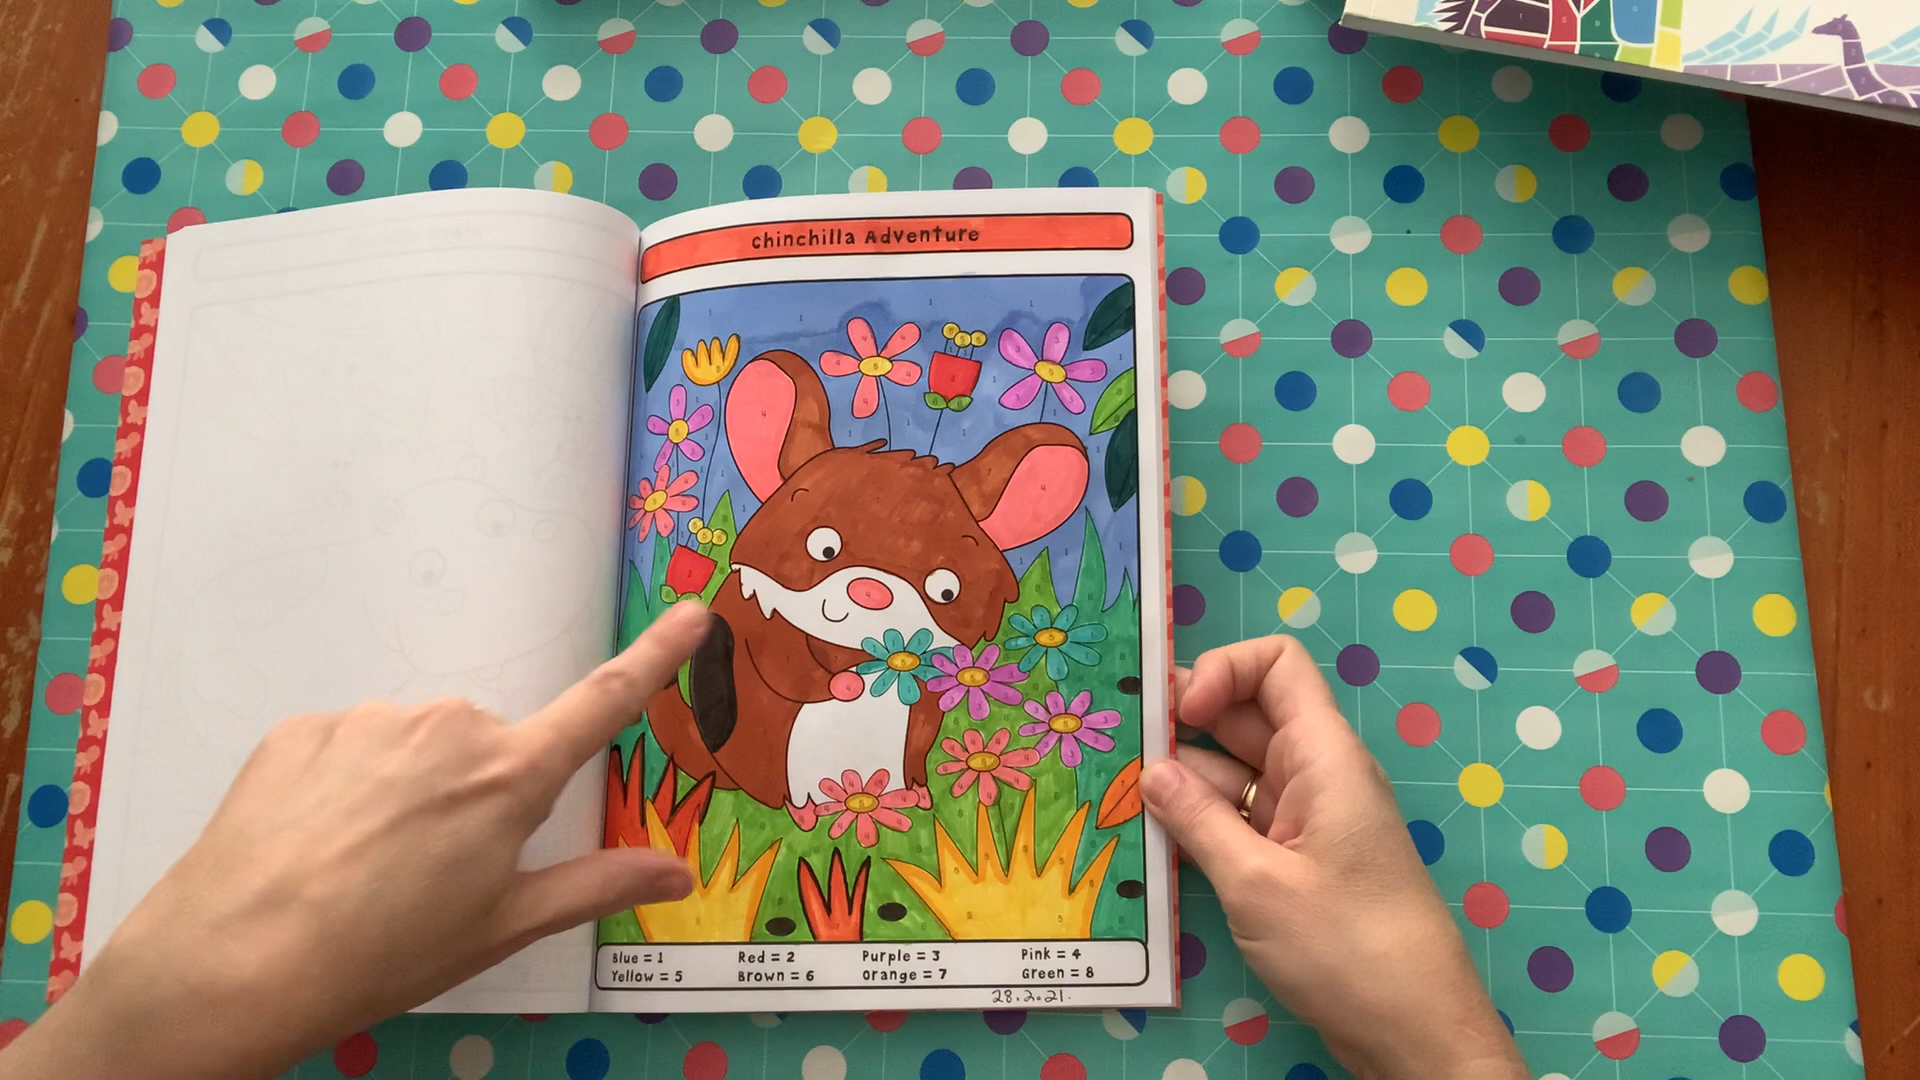 chinchilla Adventure
Blue = 1 Red = 2 Purple = 3 Pink = 4
Yellow = 5 Brown = 6 Orange = 7 Green = 8
28.2.21.